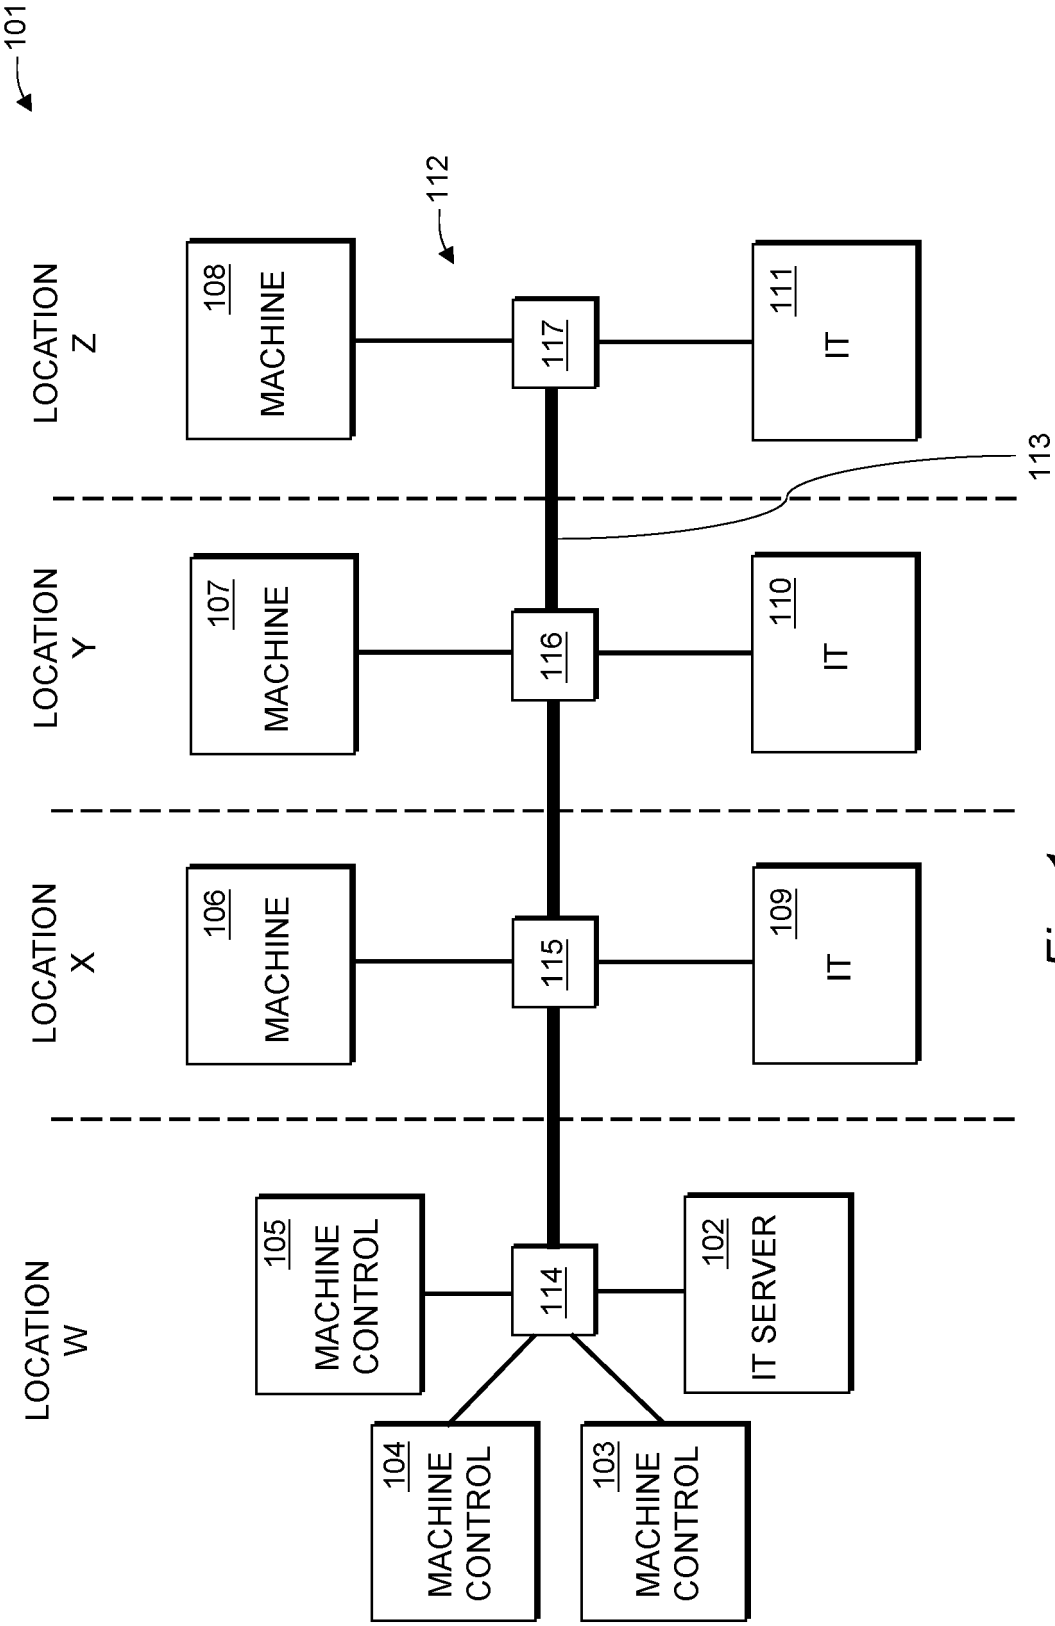 101
LOCATION
W
LOCATION
X
LOCATION
Y
LOCATION
Z
105
MACHINE
CONTROL
106
MACHINE
107
MACHINE
108
MACHINE
112
104
MACHINE
CONTROL
114
115
116
117
103
MACHINE
CONTROL
102
IT SERVER
109
IT
110
IT
111
IT
113